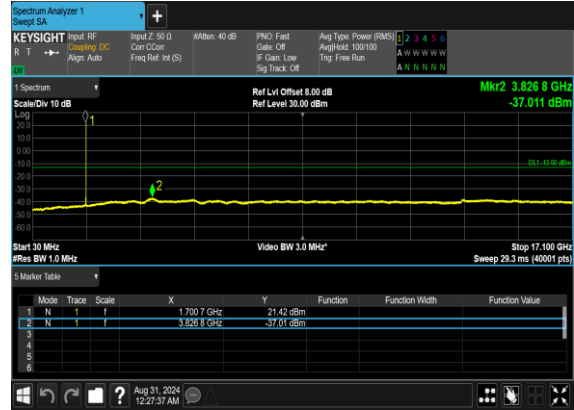 Spectrum Analyzer 1
Swept SA
+
KEYSIGHT
R T
LM
Input: RF
Coupling: DC
Align: Auto
Input Z: 50 Ω
Corr CCorr
Freq Ref: Int (S)
#Atten: 40 dB
PNO: Fast
Gate: Off
IF Gain: Low
Sig Track: Off
Avg Type: Power (RMS)
Avg|Hold: 100/100
Trig: Free Run
1 2 3 4 5 6
A W W W W W
A N N N N N
1 Spectrum
Scale/Div 10 dB
Ref Lvl Offset 8.00 dB
Ref Level 30.00 dBm
Mkr2 3.826 8 GHz
-37.011 dBm
Log
20.0
10.0
0.00
-10.0
-20.0
-30.0
-40.0
-50.0
-60.0
1
2
DL1 -13.00 dBm
Start 30 MHz
#Res BW 1.0 MHz
Video BW 3.0 MHz*
Stop 17.100 GHz
Sweep 29.3 ms (40001 pts)
5 Marker Table
Mode Trace Scale X Y Function Function Width Function Value
1 N 1 f 1.700 7 GHz 21.42 dBm
2 N 1 f 3.826 8 GHz -37.01 dBm
3
4
5
6
?
Aug 31, 2024
12:27:37 AM